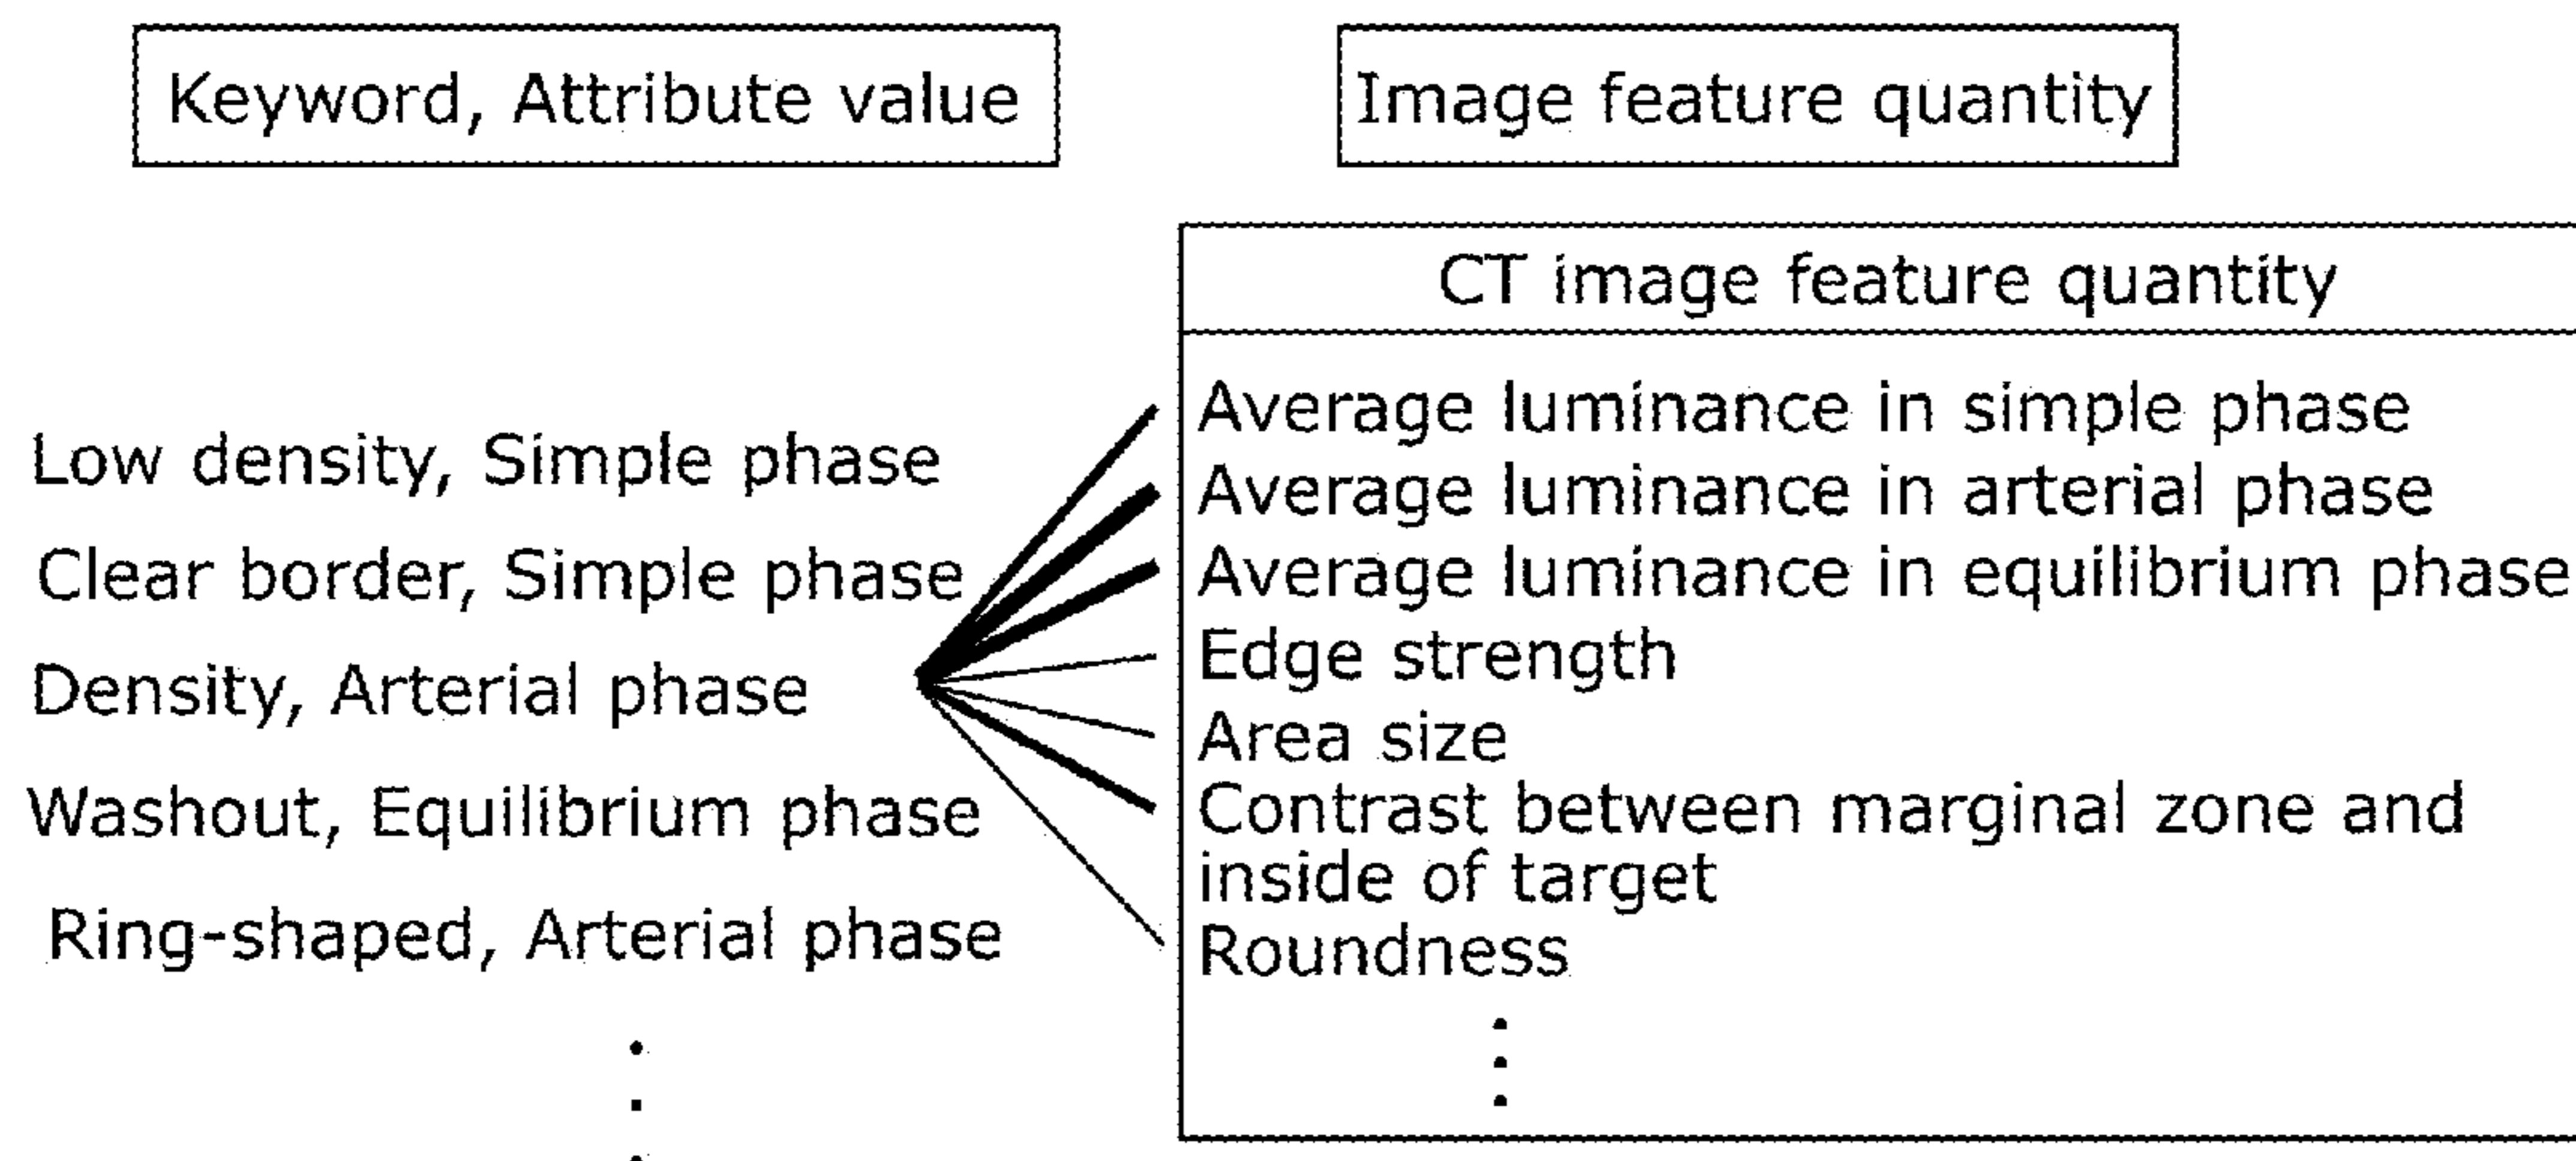 Keyword, Attribute value
Image feature quantity
CT image feature quantity
Low density, Simple phase
Clear border, Simple phase
Density, Arterial phase
Washout, Equilibrium phase
Ring-shaped, Arterial phase
Average luminance in simple phase
Average luminance in arterial phase
Average luminance in equilibrium phase
Edge strength
Area size
Contrast between marginal zone and
inside of target
Roundness